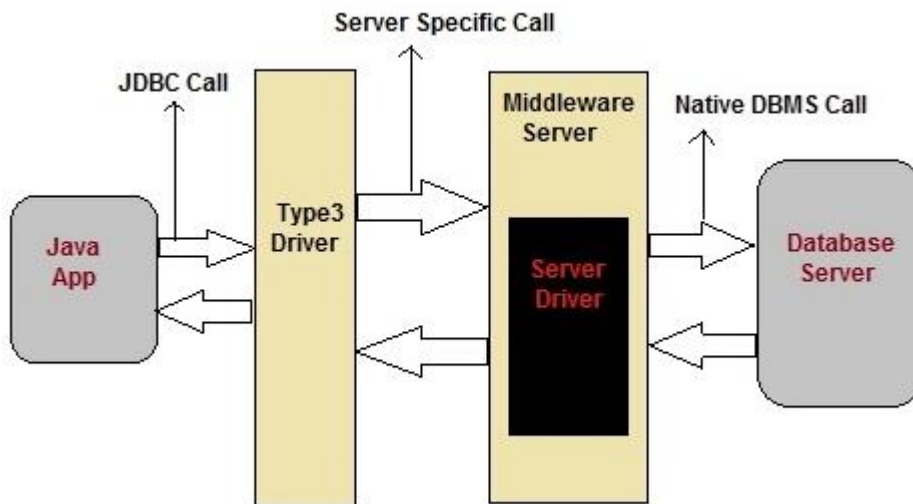 Server Specific Call
JDBC Call
Middleware
Server
Native DBMS Call
Type3
Driver
Java
App
Server
Driver
Database
Server